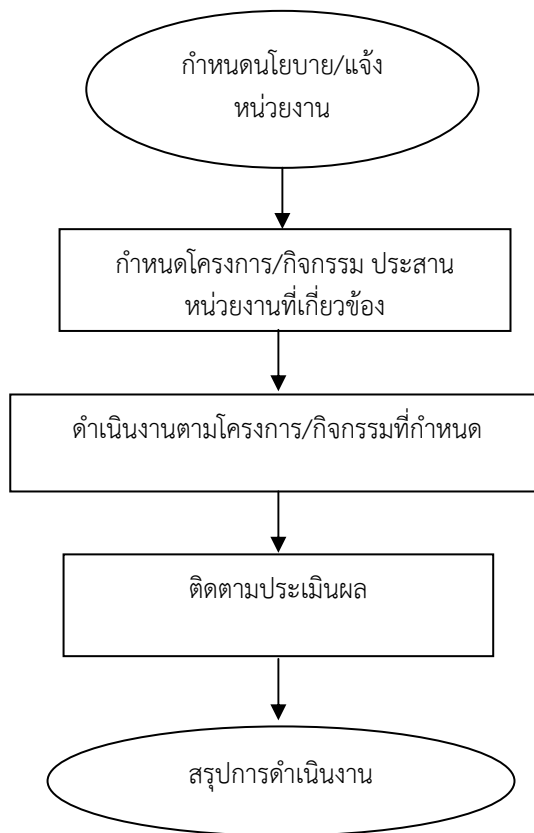 กำหนดนโยบาย/แจ้ง
หน่วยงาน
กำหนดโครงการ/กิจกรรม ประสาน
หน่วยงานที่เกี่ยวข้อง
ดำเนินงานตามโครงการ/กิจกรรมที่กำหนด
ติดตามประเมินผล
สรุปการดำเนินงาน